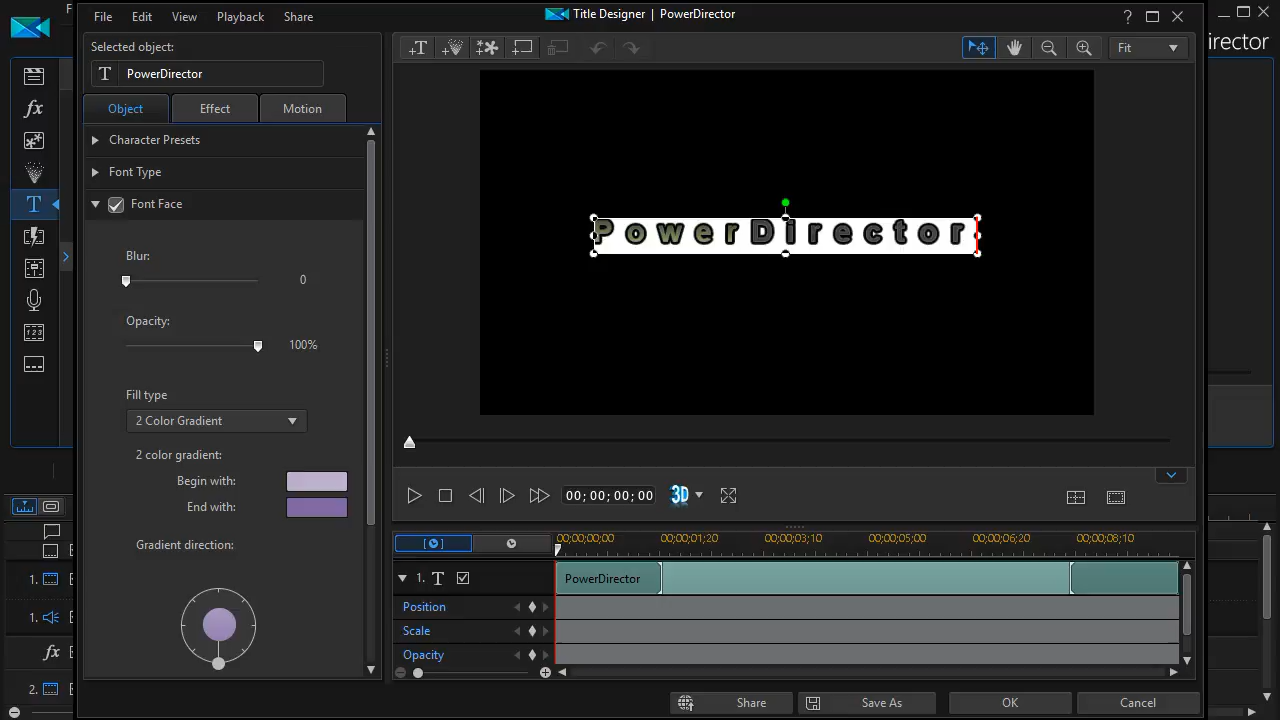 F
File Edit View Playback Share
Title Designer | PowerDirector
?
irector
Selected object:
T PowerDirector
Fit
Object Effect Motion
Character Presets
Font Type
Font Face
Blur:
0
Opacity:
100%
Fill type
2 Color Gradient
2 color gradient:
Begin with:
End with:
Gradient direction:
PowerDirector
00;00;00;00
3D
00;00;00;00 00;00;01;20 00;00;03;10 00;00;05;00 00;00;06;20 00;00;08;10
1. T PowerDirector
Position
Scale
Opacity
1.
1.
fx
2.
Share Save As OK Cancel